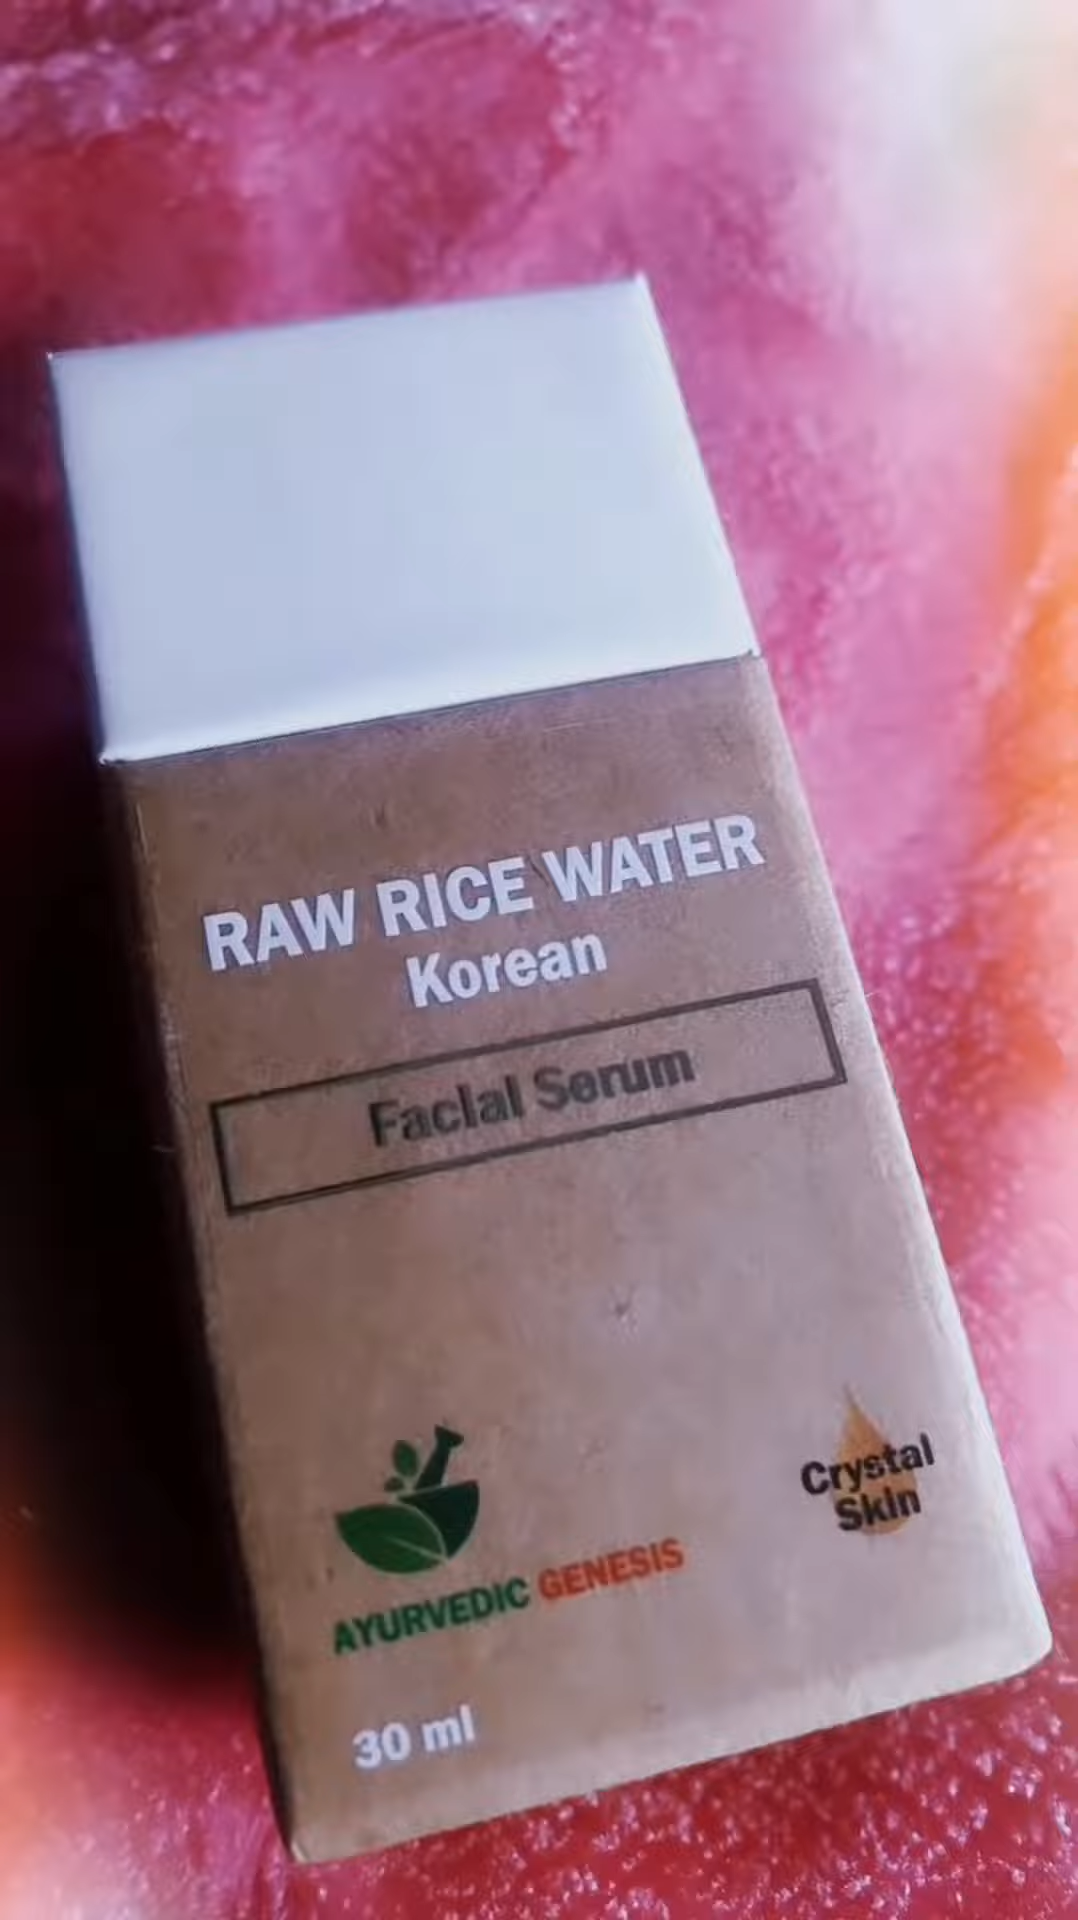 RAW RICE WATER
Korean
Facial Serum
AYURVEDIC GENESIS
Crystal
Skin
30 ml